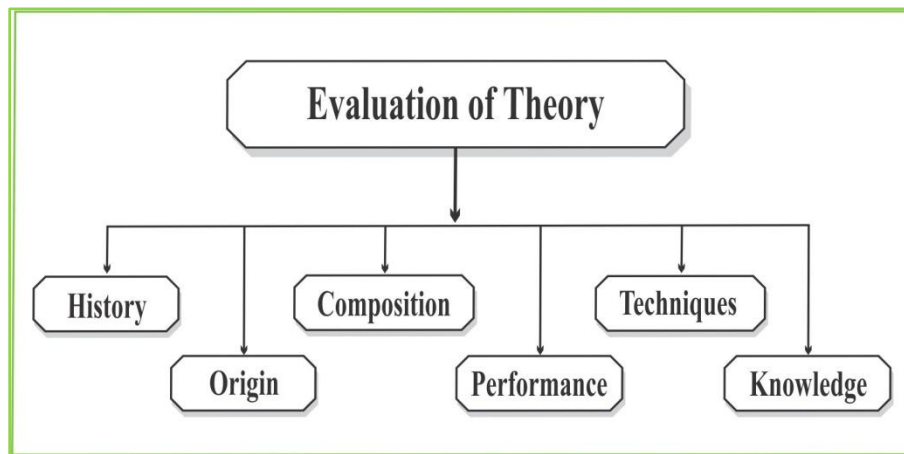 Evaluation of Theory
History
Composition
Techniques
Origin
Performance
Knowledge